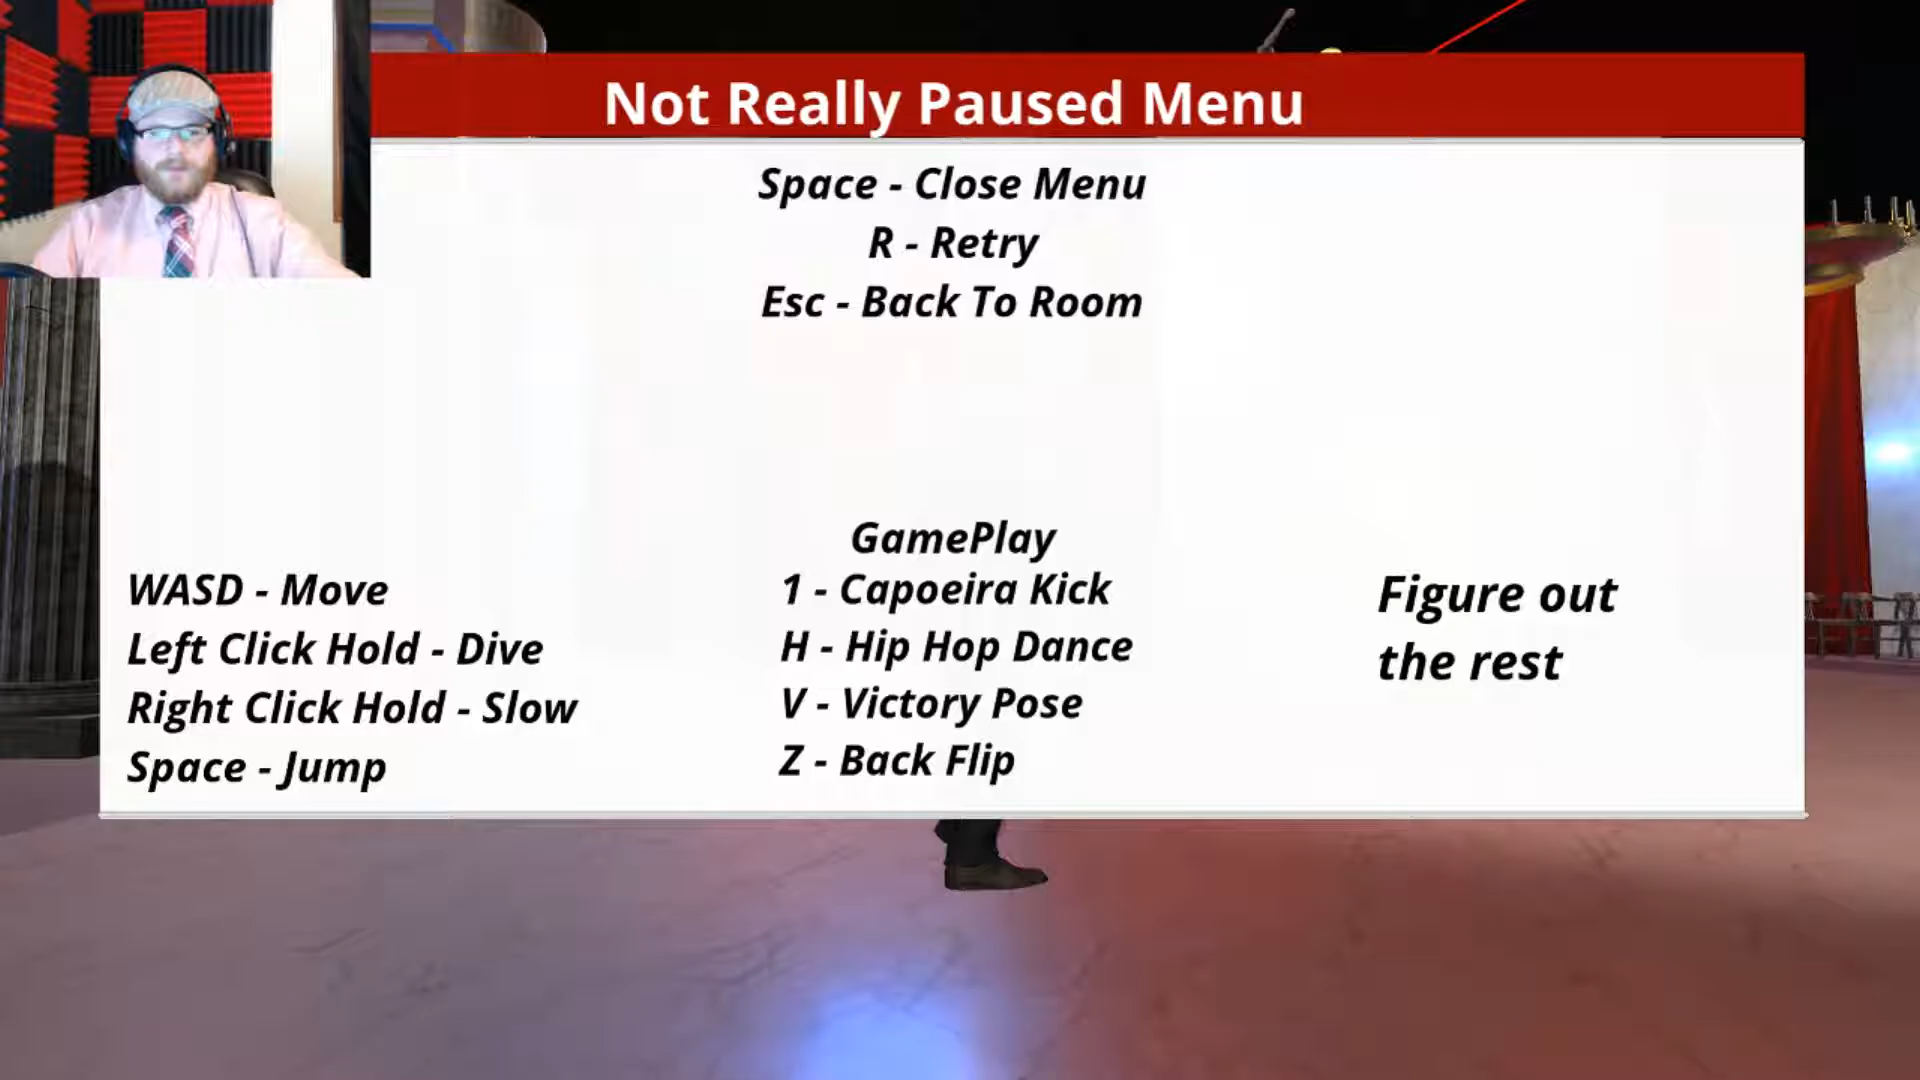 Not Really Paused Menu
Space - Close Menu
R - Retry
Esc - Back To Room
GamePlay
WASD - Move
Left Click Hold - Dive
Right Click Hold - Slow
Space - Jump
1 - Capoeira Kick
H - Hip Hop Dance
V - Victory Pose
Z - Back Flip
Figure out
the rest